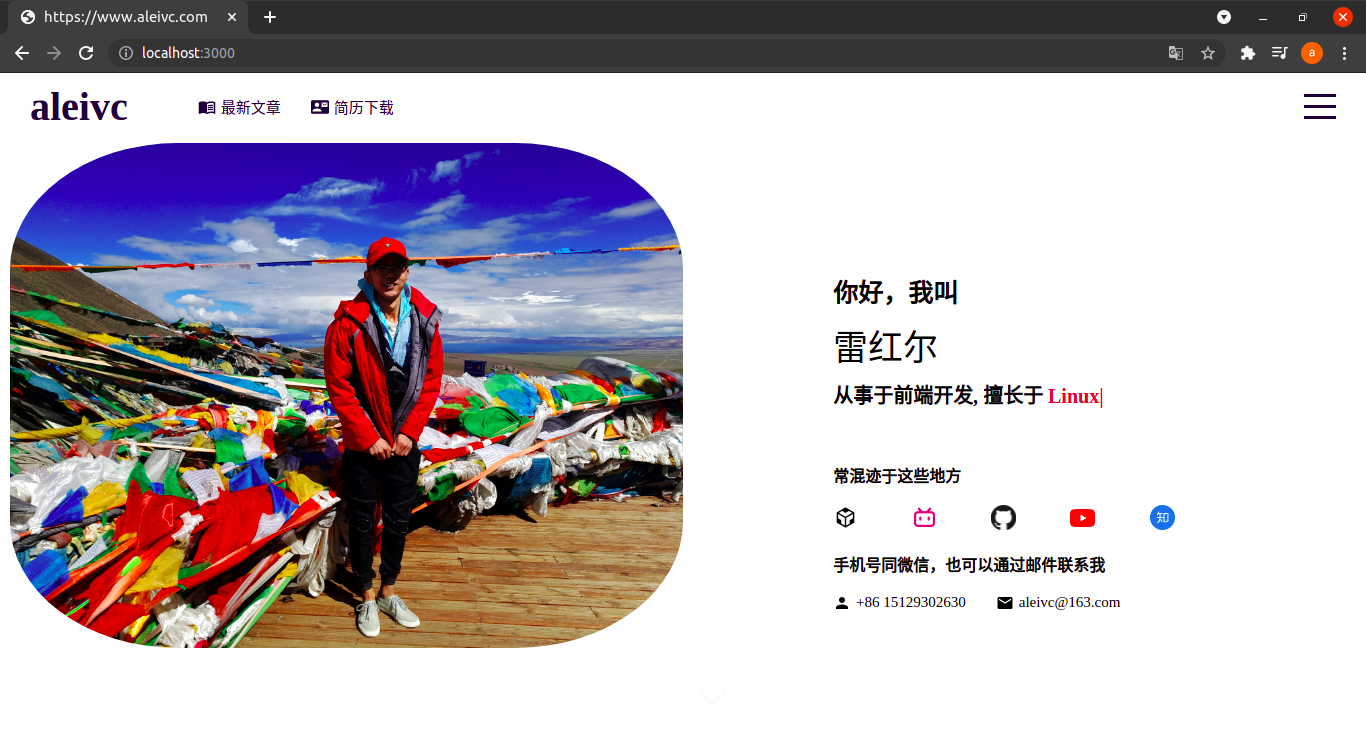 https://www.aleivc.com
localhost:3000
a
aleivc
最新文章
简历下载
你好，我叫
雷红尔
从事于前端开发, 擅长于 Linux|
常混迹于这些地方
知
手机号同微信，也可以通过邮件联系我
+86 15129302630 aleivc@163.com